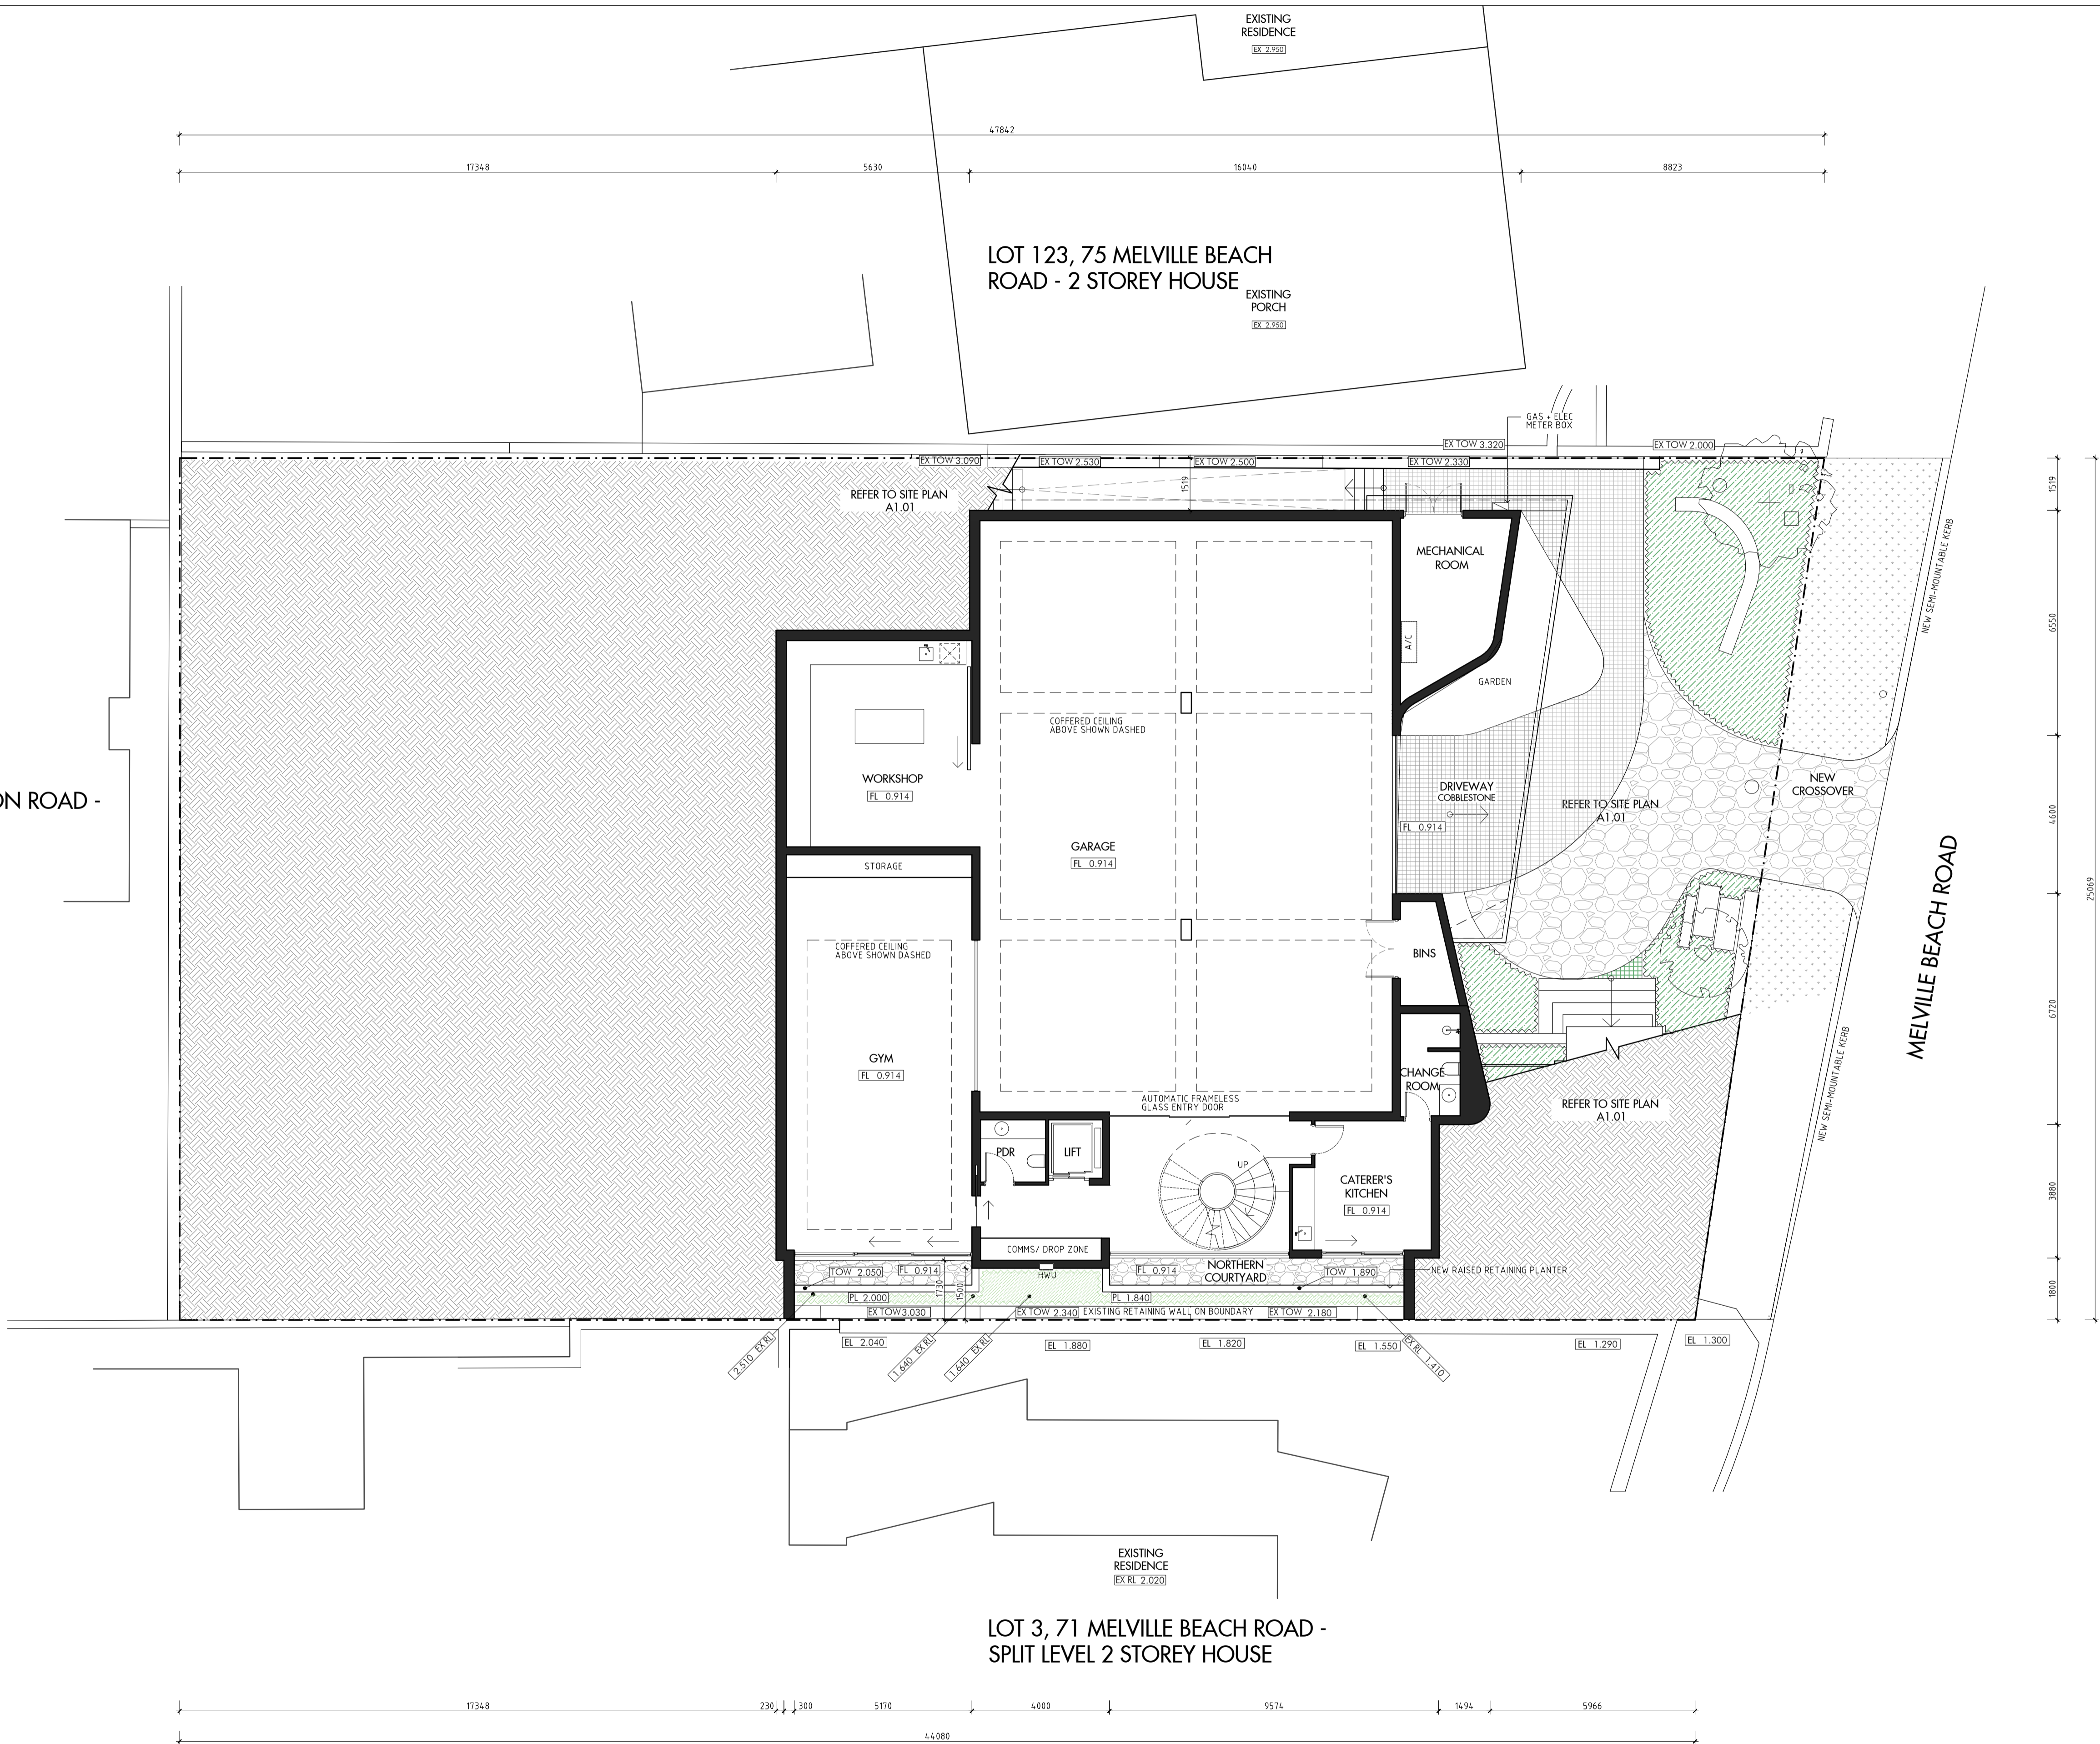 EXISTING
RESIDENCE
EX 2.950
47842
17348
5630
16040
8823
LOT 123, 75 MELVILLE BEACH
ROAD - 2 STOREY HOUSE
EXISTING
PORCH
EX 2.950
GAS + ELEC
METER BOX
EX TOW 3.320
EX TOW 2.000
EX TOW 3.090
EX TOW 2.530
EX TOW 2.500
EX TOW 2.330
1519
1519
REFER TO SITE PLAN
A1.01
MECHANICAL
ROOM
A/C
GARDEN
NEW SEMI-MOUNTABLE KERB
6550
COFFERED CEILING
ABOVE SHOWN DASHED
WORKSHOP
FL 0.914
DRIVEWAY
COBBLESTONE
FL 0.914
REFER TO SITE PLAN
A1.01
NEW
CROSSOVER
4600
ON ROAD -
GARAGE
FL 0.914
STORAGE
MELVILLE BEACH ROAD
25069
COFFERED CEILING
ABOVE SHOWN DASHED
BINS
6720
GYM
FL 0.914
CHANGE
ROOM
AUTOMATIC FRAMELESS
GLASS ENTRY DOOR
REFER TO SITE PLAN
A1.01
NEW SEMI-MOUNTABLE KERB
PDR
LIFT
UP
CATERER'S
KITCHEN
FL 0.914
3880
COMMS/ DROP ZONE
HWU
NORTHERN
COURTYARD
TOW 2.050
FL 0.914
1730
1500
FL 0.914
TOW 1.890
NEW RAISED RETAINING PLANTER
PL 2.000
PL 1.840
1800
EX TOW 3.030
EX TOW 2.340
EXISTING RETAINING WALL ON BOUNDARY
EX TOW 2.180
2.510 EX RL
EL 2.040
1.640 EX RL
1.640 EX RL
EL 1.880
EL 1.820
EL 1.550
EX RL 1.410
EL 1.290
EL 1.300
EXISTING
RESIDENCE
EX RL 2.020
LOT 3, 71 MELVILLE BEACH ROAD -
SPLIT LEVEL 2 STOREY HOUSE
17348
230
300
5170
4000
9574
1494
5966
44080